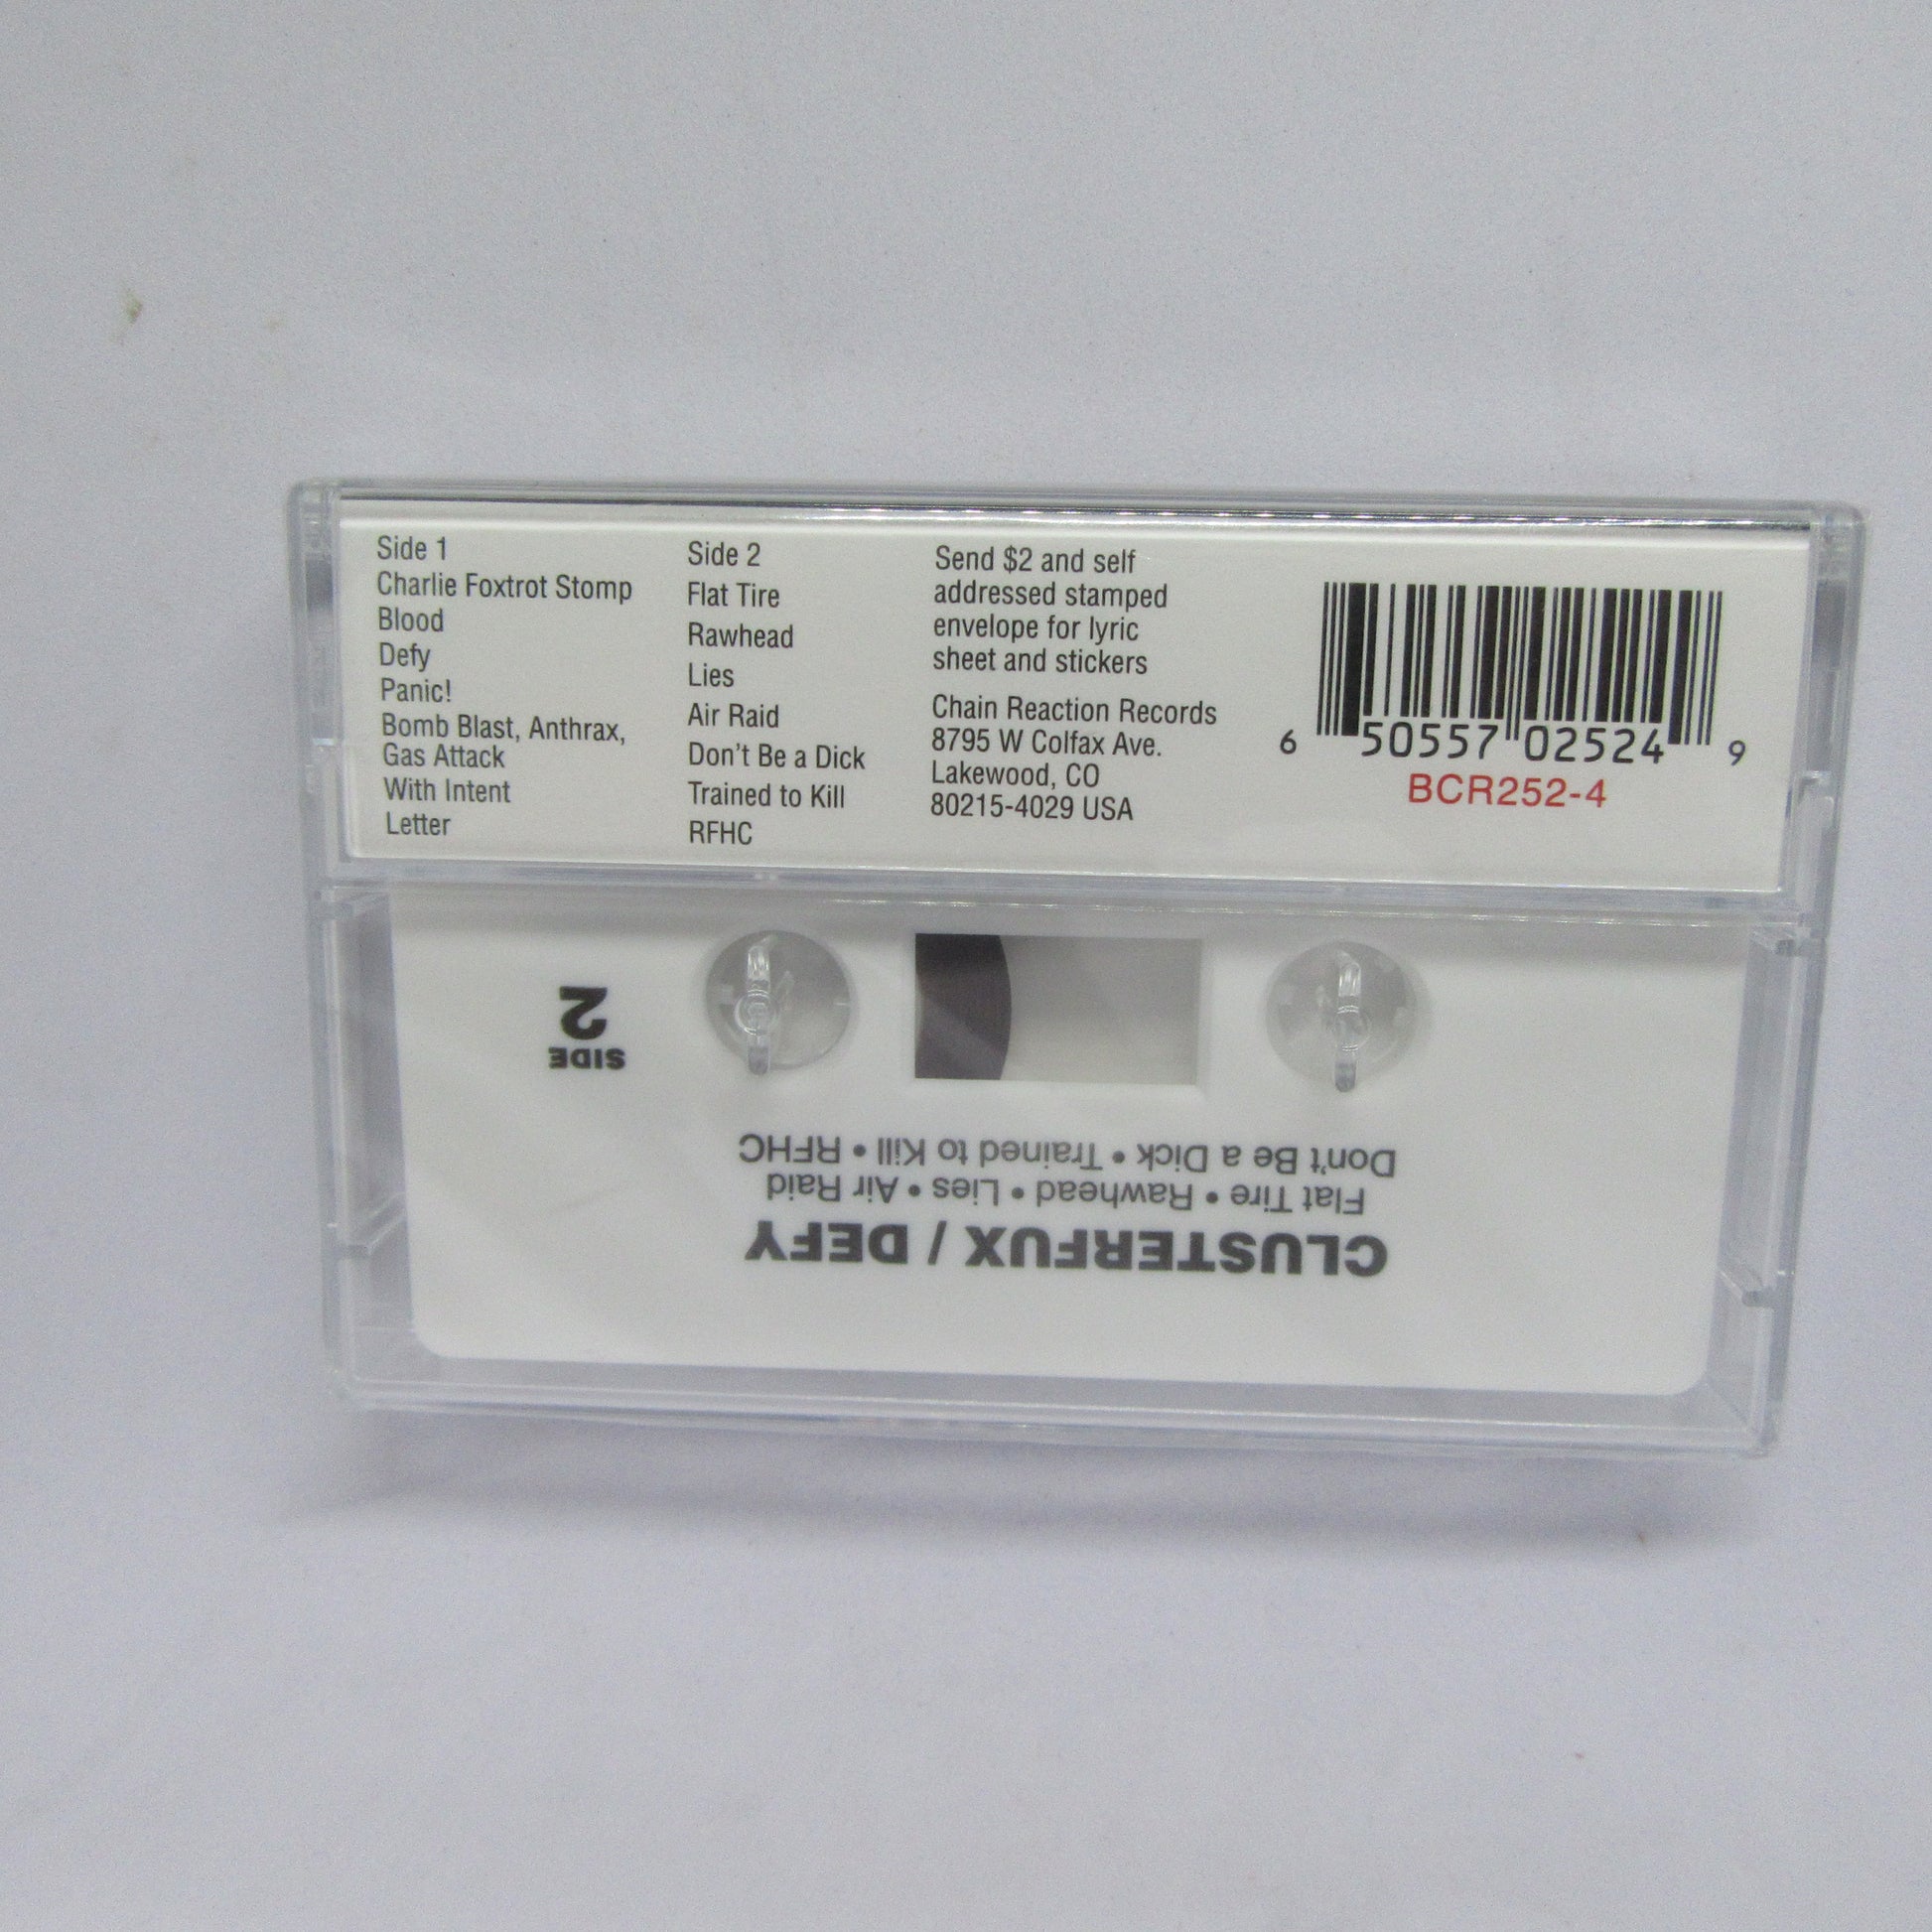 Side 1
Charlie Foxtrot Stomp
Blood
Defy
Panic!
Bomb Blast, Anthrax,
Gas Attack
With Intent
Letter
Side 2
Flat Tire
Rawhead
Lies
Air Raid
Don't Be a Dick
Trained to Kill
RFHC
Send $2 and self
addressed stamped
envelope for lyric
sheet and stickers
Chain Reaction Records
8795 W Colfax Ave.
Lakewood, CO
80215-4029 USA
6 50557 02524 9
BCR252-4
CLUSTERFUX / DEFY
Flat Tire • Rawhead • Lies • Air Raid
Don't Be a Dick • Trained to Kill • RFHC
SIDE
2